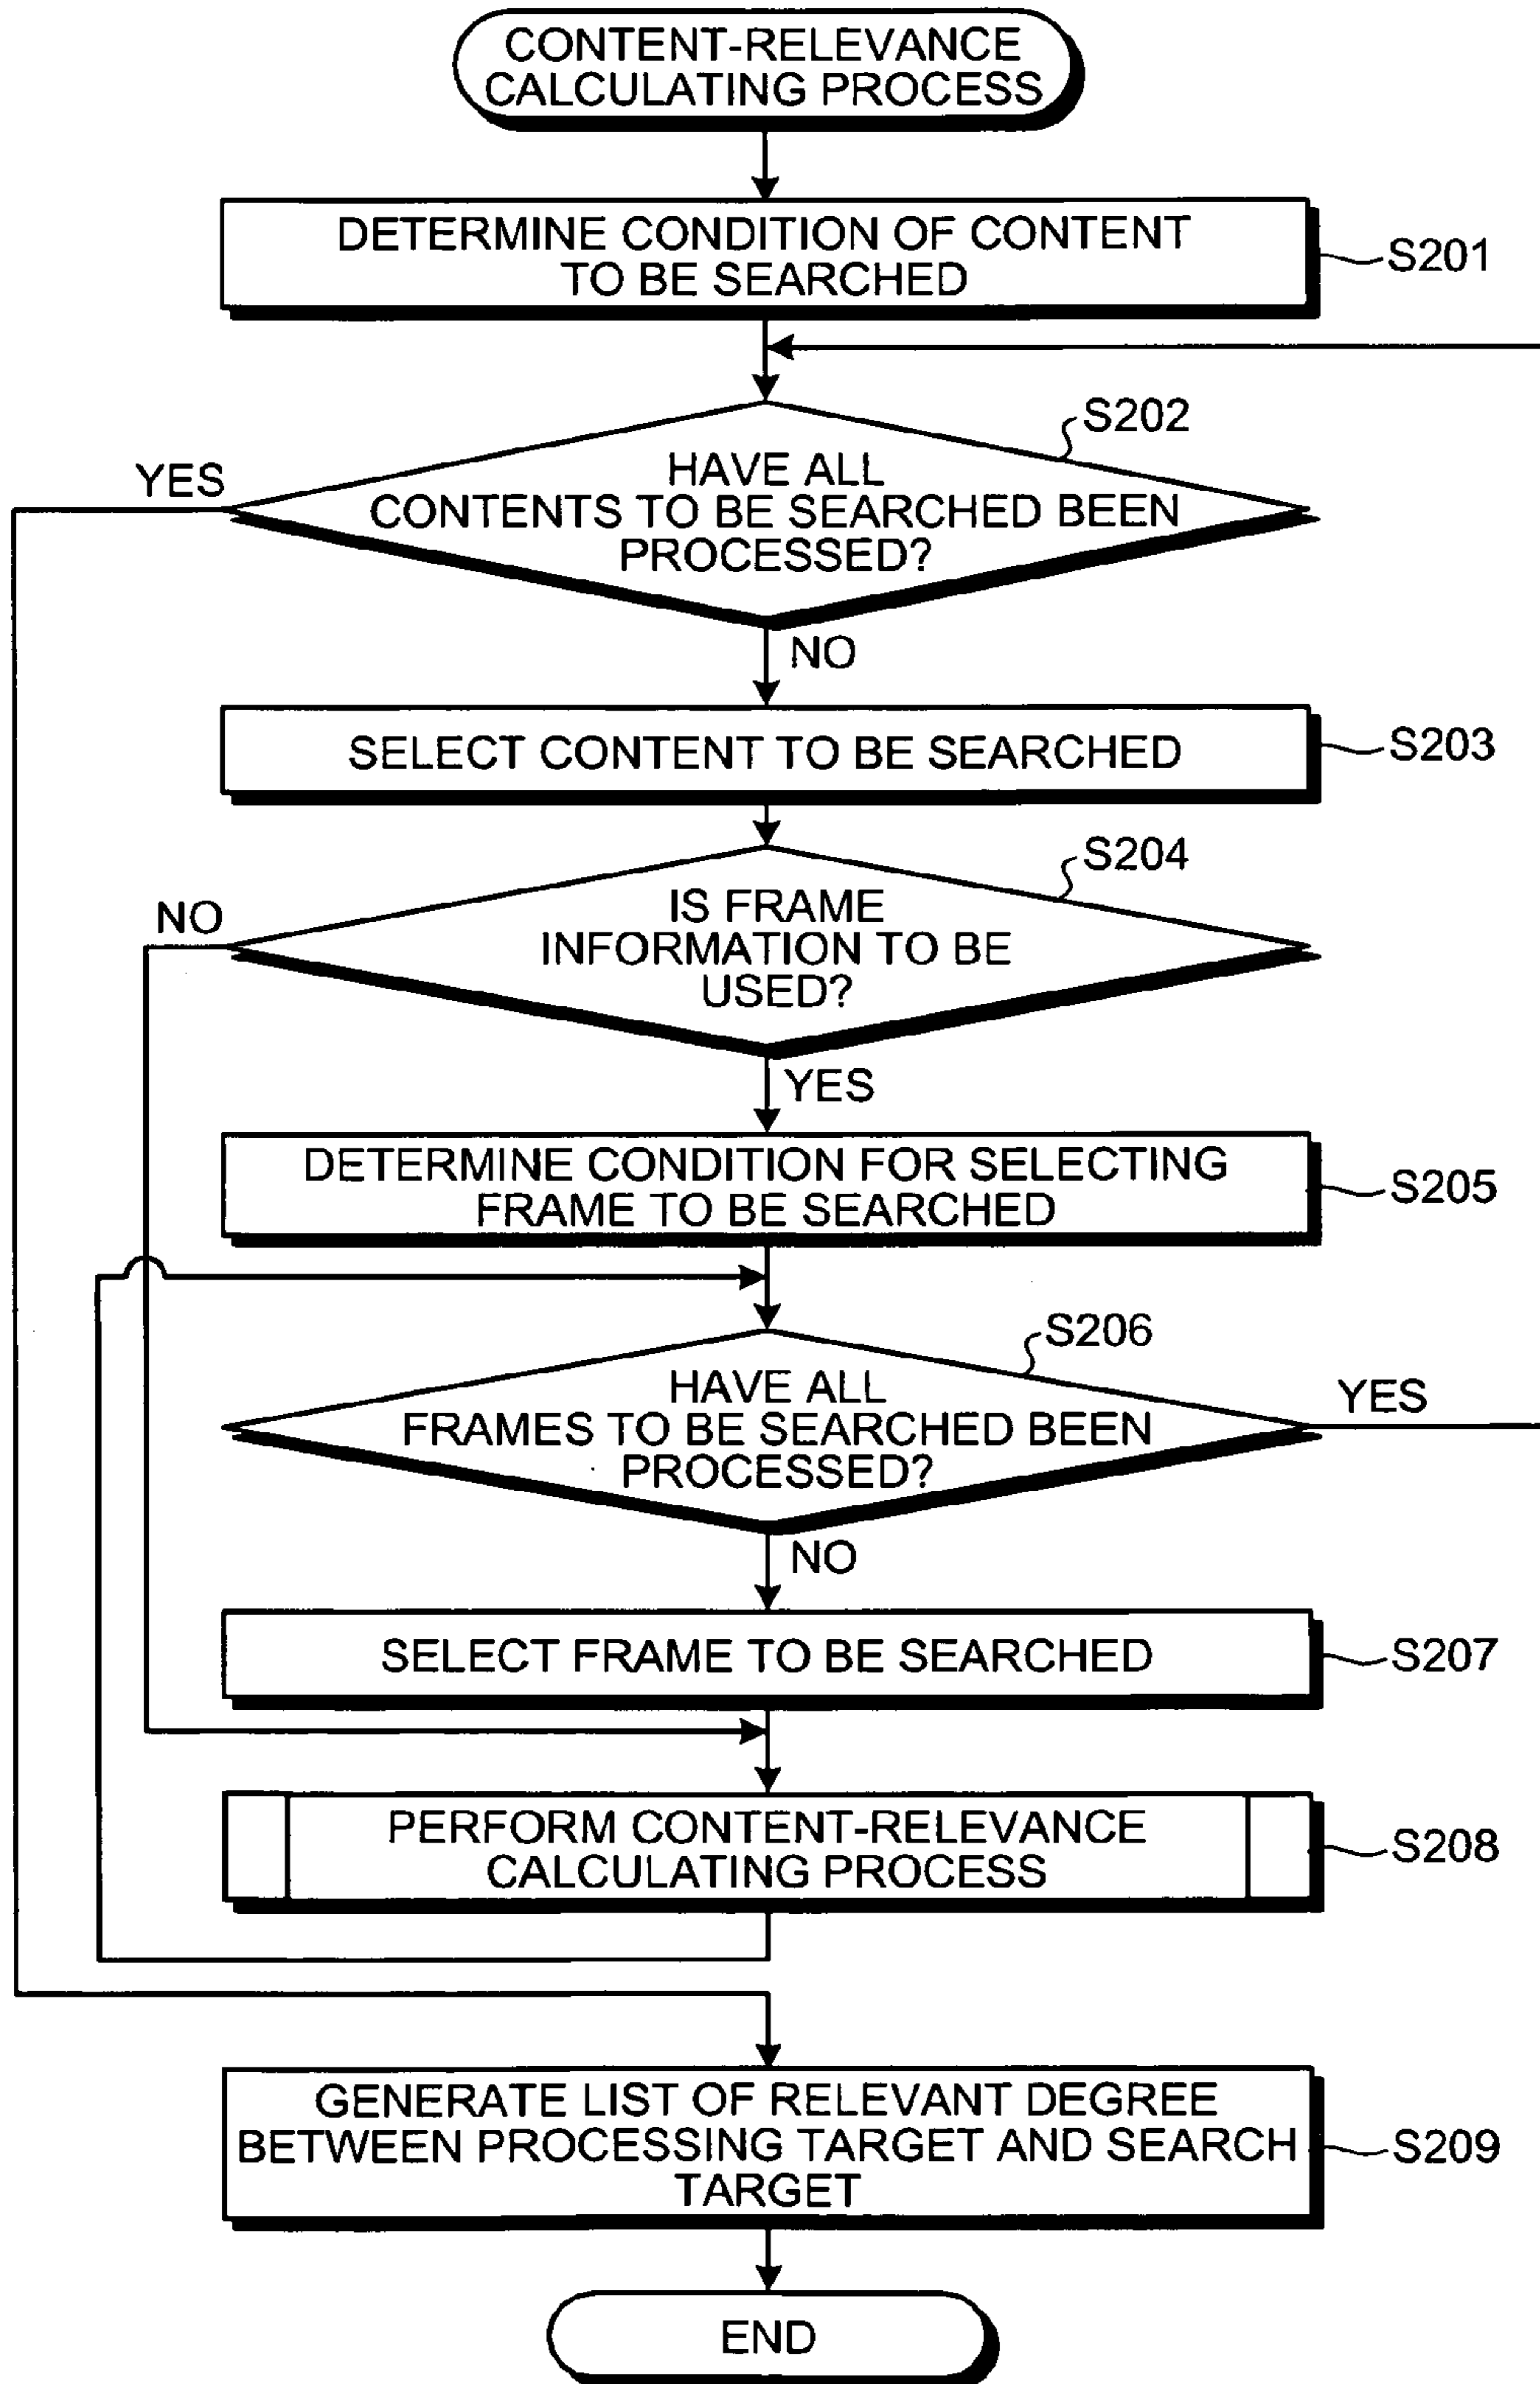 CONTENT-RELEVANCE
CALCULATING PROCESS
DETERMINE CONDITION OF CONTENT
TO BE SEARCHED
S201
S202
YES
HAVE ALL
CONTENTS TO BE SEARCHED BEEN
PROCESSED?
NO
SELECT CONTENT TO BE SEARCHED
S203
S204
NO
IS FRAME
INFORMATION TO BE
USED?
YES
DETERMINE CONDITION FOR SELECTING
FRAME TO BE SEARCHED
S205
S206
HAVE ALL
FRAMES TO BE SEARCHED BEEN
PROCESSED?
YES
NO
SELECT FRAME TO BE SEARCHED
S207
PERFORM CONTENT-RELEVANCE
CALCULATING PROCESS
S208
GENERATE LIST OF RELEVANT DEGREE
BETWEEN PROCESSING TARGET AND SEARCH
TARGET
S209
END